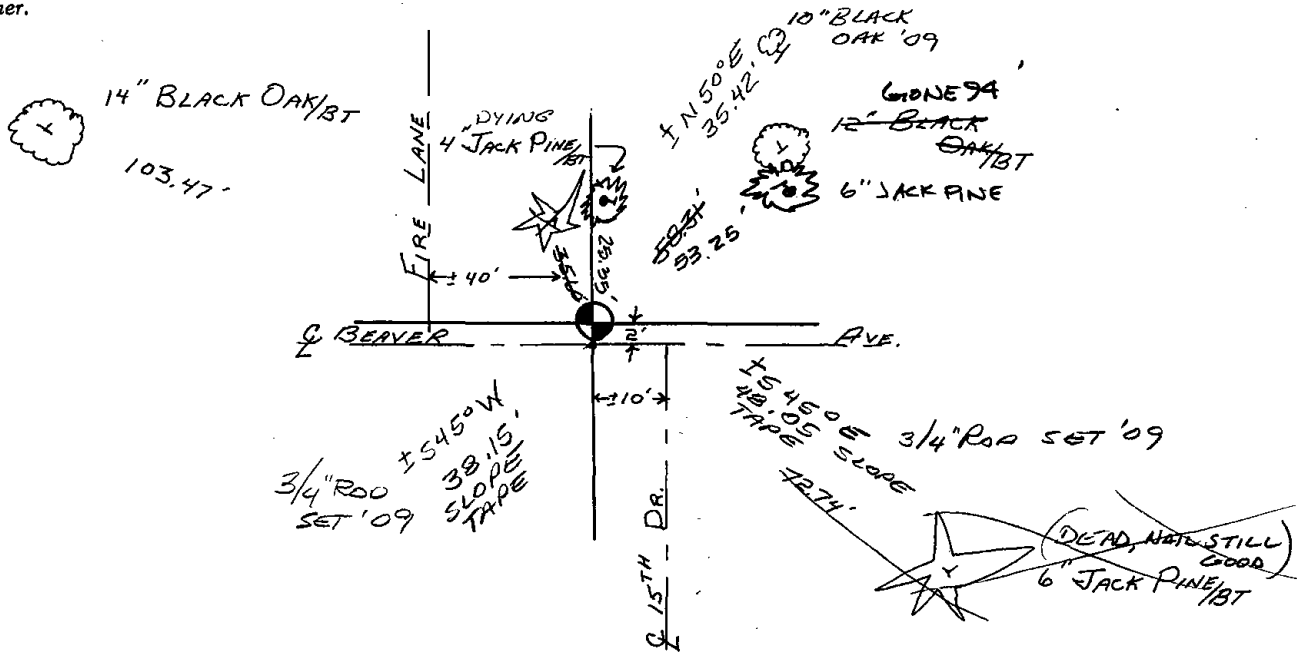 ner.
10" BLACK
OAK '09
± N 50° E
35.42'
14" BLACK OAK/BT
103.47'
FIRE LANE
DYING
4" JACK PINE/BT
GONE 94
12" BLACK
OAK/BT
6" JACK PINE
53.25'
±40'
℄ BEAVER AVE.
2'
±10'
± S 45° W
38.15'
SLOPE
TAPE
3/4" ROD
SET '09
± S 45° E
48.05 SLOPE
TAPE
3/4" ROD SET '09
72.74'
(DEAD, NAIL STILL
GOOD)
6" JACK PINE/BT
℄ 15TH DR.